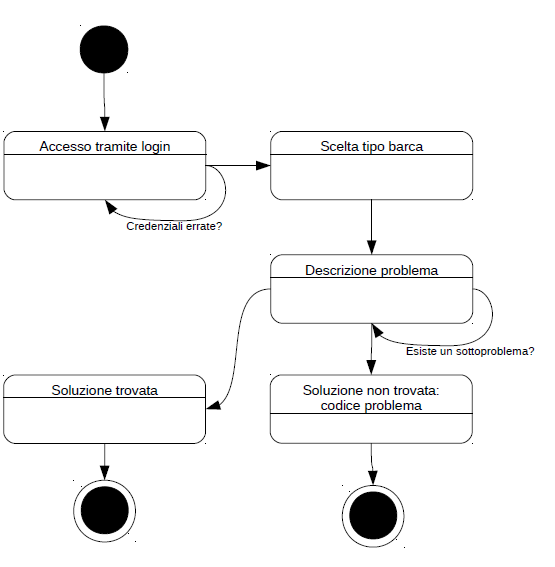 Accesso tramite login
Scelta tipo barca
Credenziali errate?
Descrizione problema
Esiste un sottoproblema?
Soluzione trovata
Soluzione non trovata:
codice problema